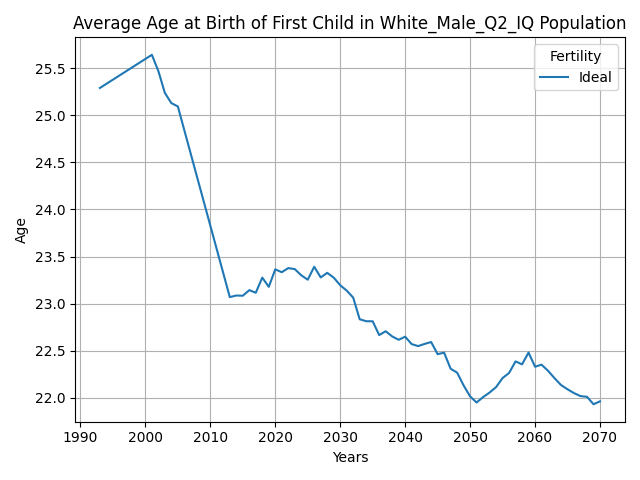 Average Age at Birth of First Child in White_Male_Q2_IQ Population
Fertility
Ideal
Age
25.5
25.0
24.5
24.0
23.5
23.0
22.5
22.0
1990 2000 2010 2020 2030 2040 2050 2060 2070
Years